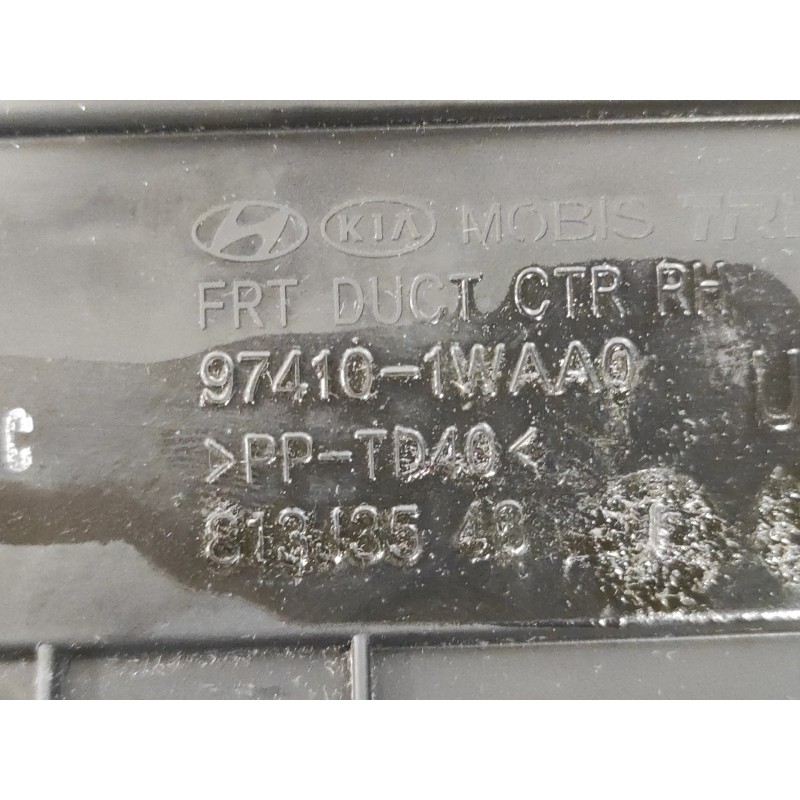 KIA MOBIS
FRT DUCT CTR RH
97410-1WAA0
>PP-TD40<